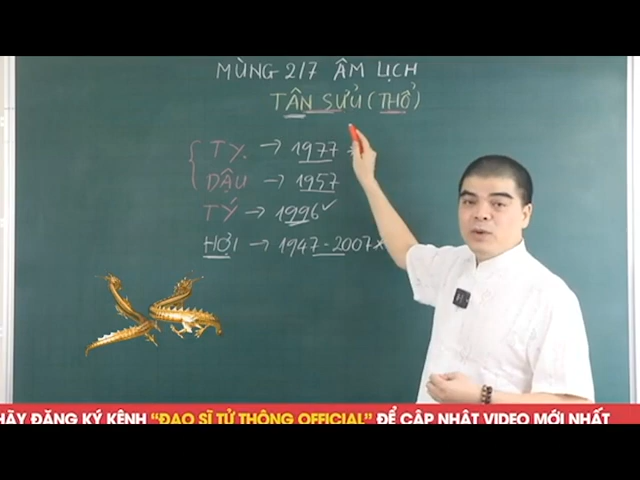 MÙNG 2/7 ÂM LỊCH
TÂN SỬU (THỔ)
TỴ. → 1977
DẬU → 1957
TÝ → 1996 ✓
HỢI → 1947 - 2007 ×
HÃY ĐĂNG KÝ KÊNH “ĐẠO SĨ TỬ THÔNG OFFICIAL” ĐỂ CẬP NHẬT VIDEO MỚI NHẤT